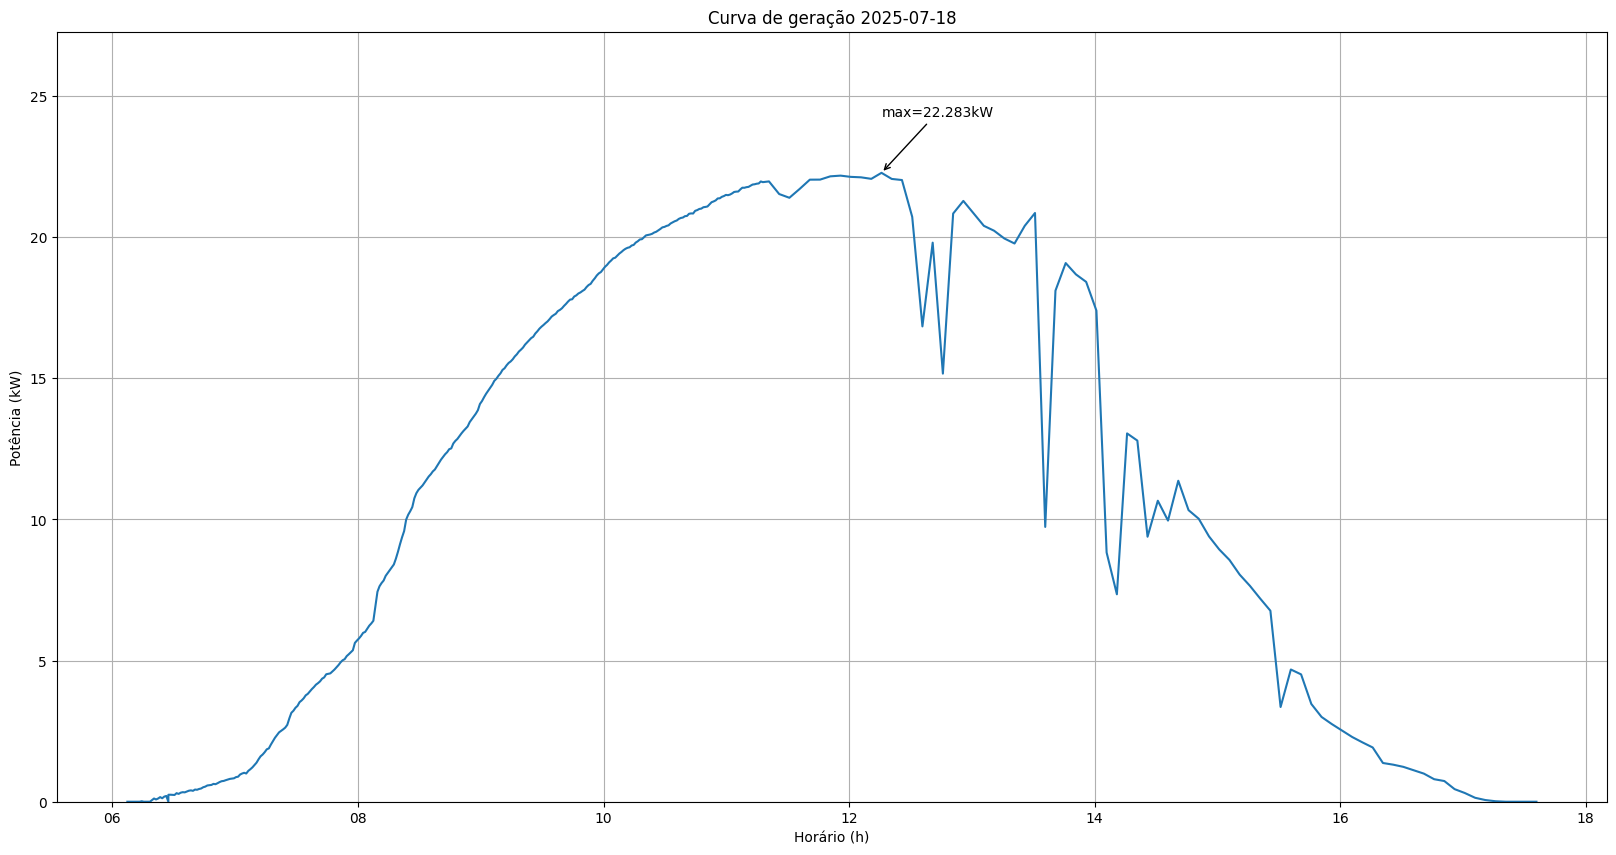 Curva de geração 2025-07-18
25
20
15
10
5
0
Potência (kW)
max=22.283kW
06 08 10 12 14 16 18
Horário (h)